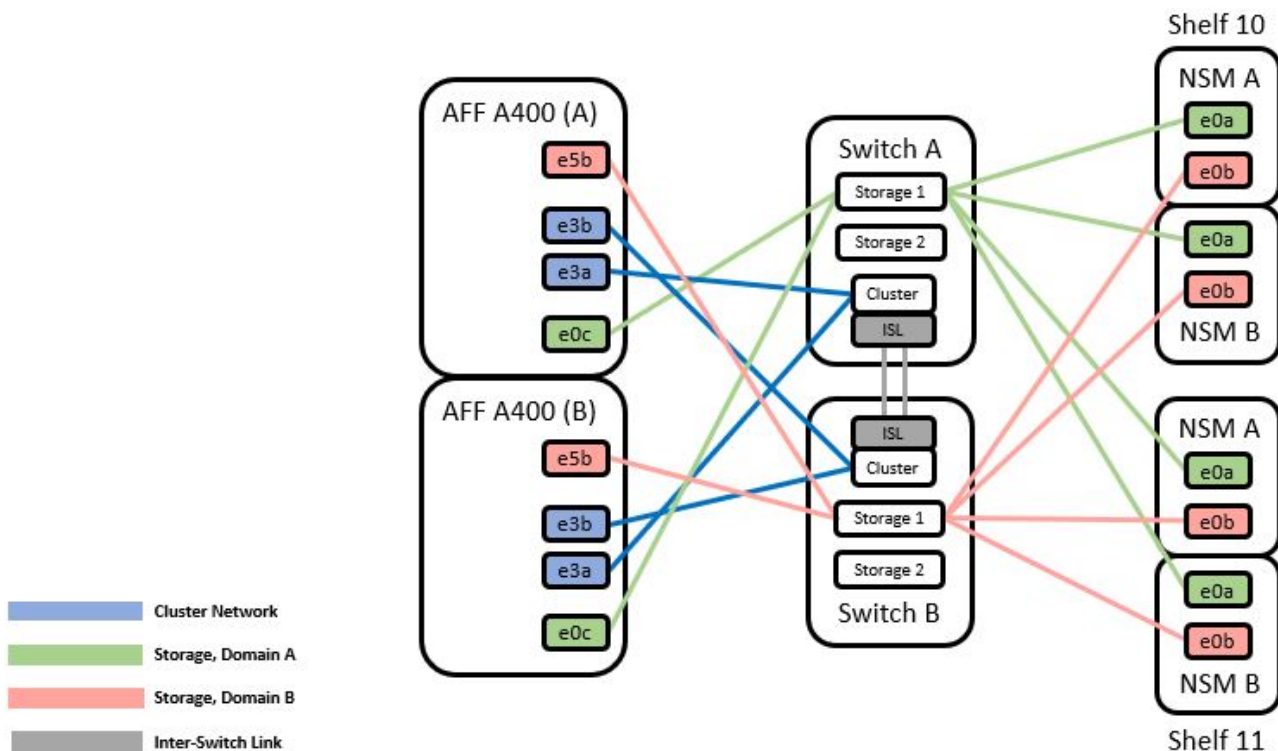 Shelf 10
AFF A400 (A)
e5b
e3b
e3a
e0c
AFF A400 (B)
e5b
e3b
e3a
e0c
Switch A
Storage 1
Storage 2
Cluster
ISL
ISL
Cluster
Storage 1
Storage 2
Switch B
NSM A
e0a
e0b
e0a
e0b
NSM B
NSM A
e0a
e0b
e0a
e0b
NSM B
Shelf 11
Cluster Network
Storage, Domain A
Storage, Domain B
Inter-Switch Link